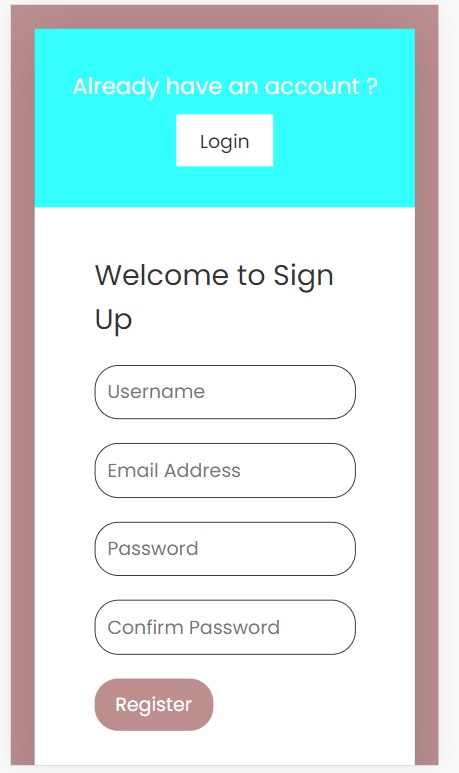 Already have an account ?
Login
Welcome to Sign
Up
Username
Email Address
Password
Confirm Password
Register